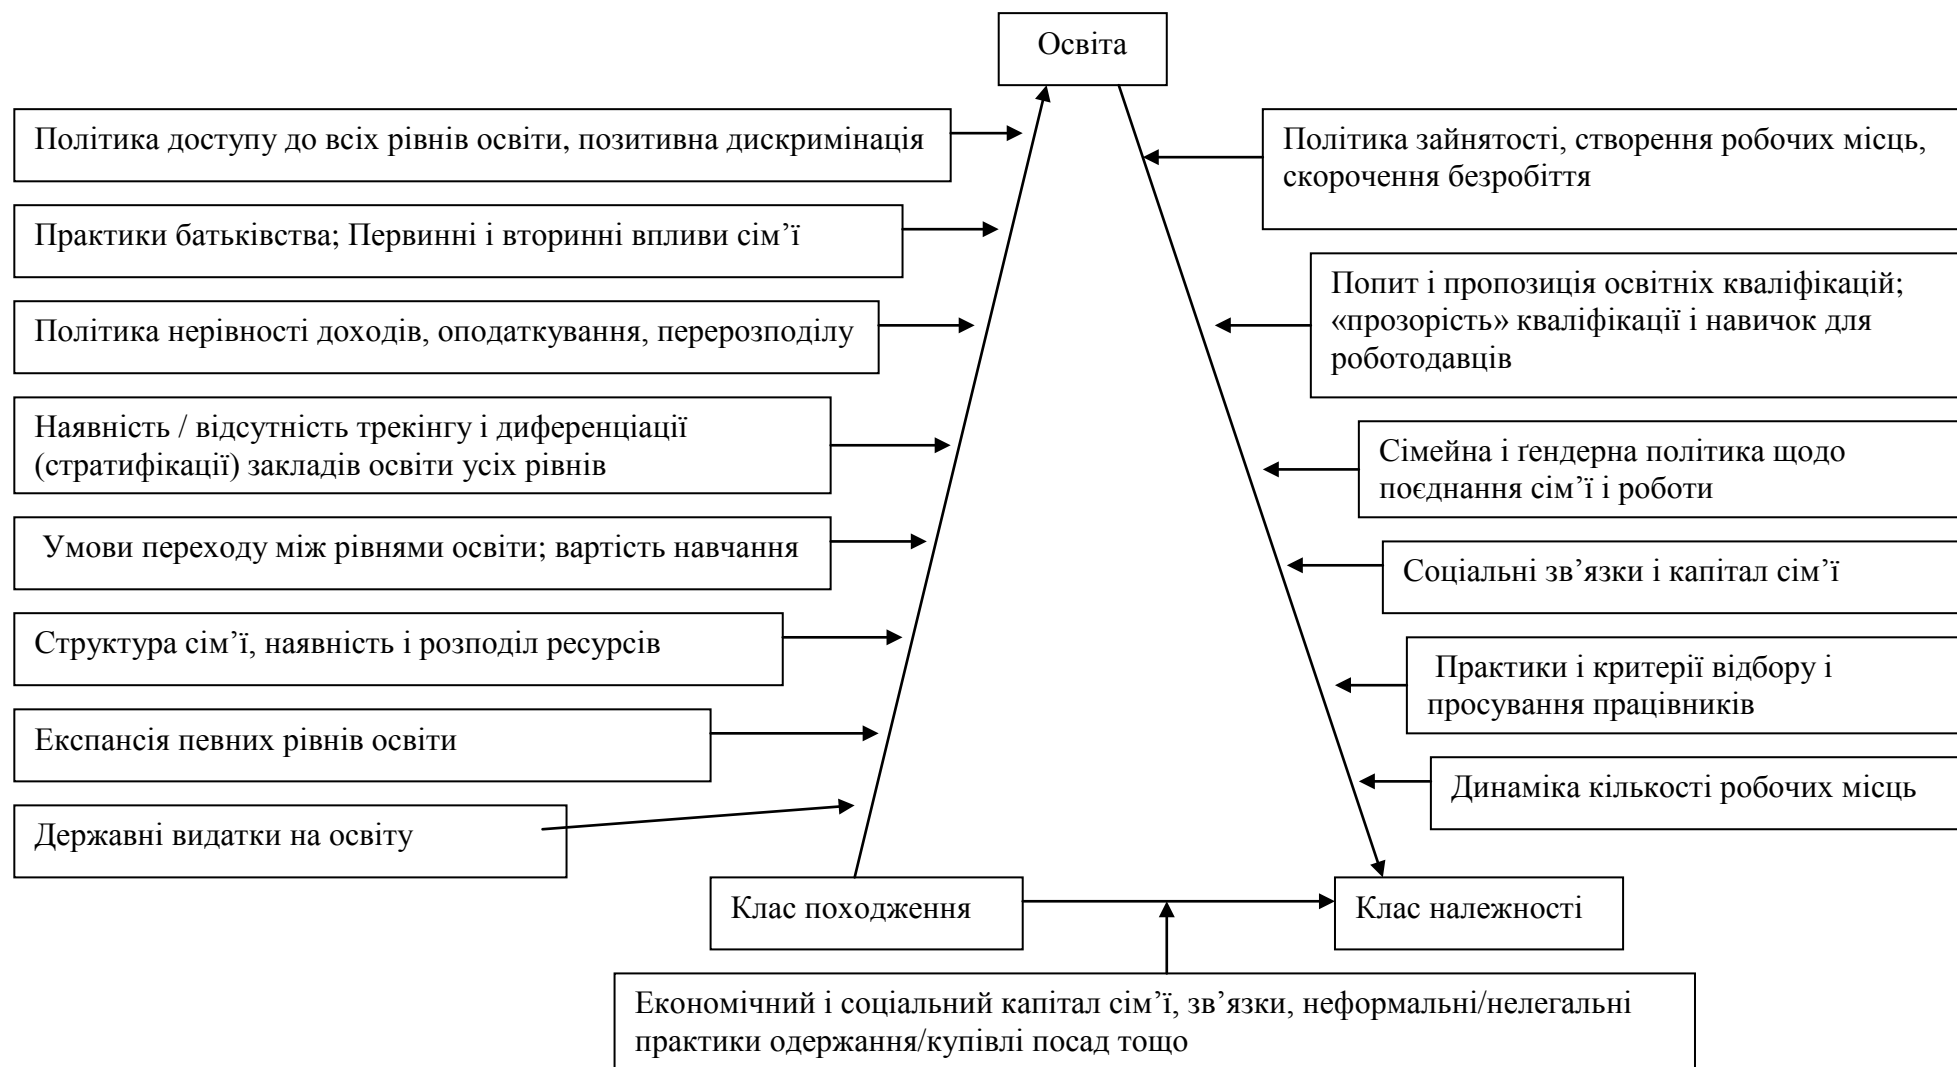 Освіта
Політика доступу до всіх рівнів освіти, позитивна дискримінація
Практики батьківства; Первинні і вторинні впливи сім’ї
Політика нерівності доходів, оподаткування, перерозподілу
Наявність / відсутність трекінгу і диференціації
(стратифікації) закладів освіти усіх рівнів
Умови переходу між рівнями освіти; вартість навчання
Структура сім’ї, наявність і розподіл ресурсів
Експансія певних рівнів освіти
Державні видатки на освіту
Політика зайнятості, створення робочих місць,
скорочення безробіття
Попит і пропозиція освітніх кваліфікацій;
«прозорість» кваліфікації і навичок для
роботодавців
Сімейна і ґендерна політика щодо
поєднання сім’ї і роботи
Соціальні зв’язки і капітал сім’ї
Практики і критерії відбору і
просування працівників
Динаміка кількості робочих місць
Клас походження
Клас належності
Економічний і соціальний капітал сім’ї, зв’язки, неформальні/нелегальні
практики одержання/купівлі посад тощо